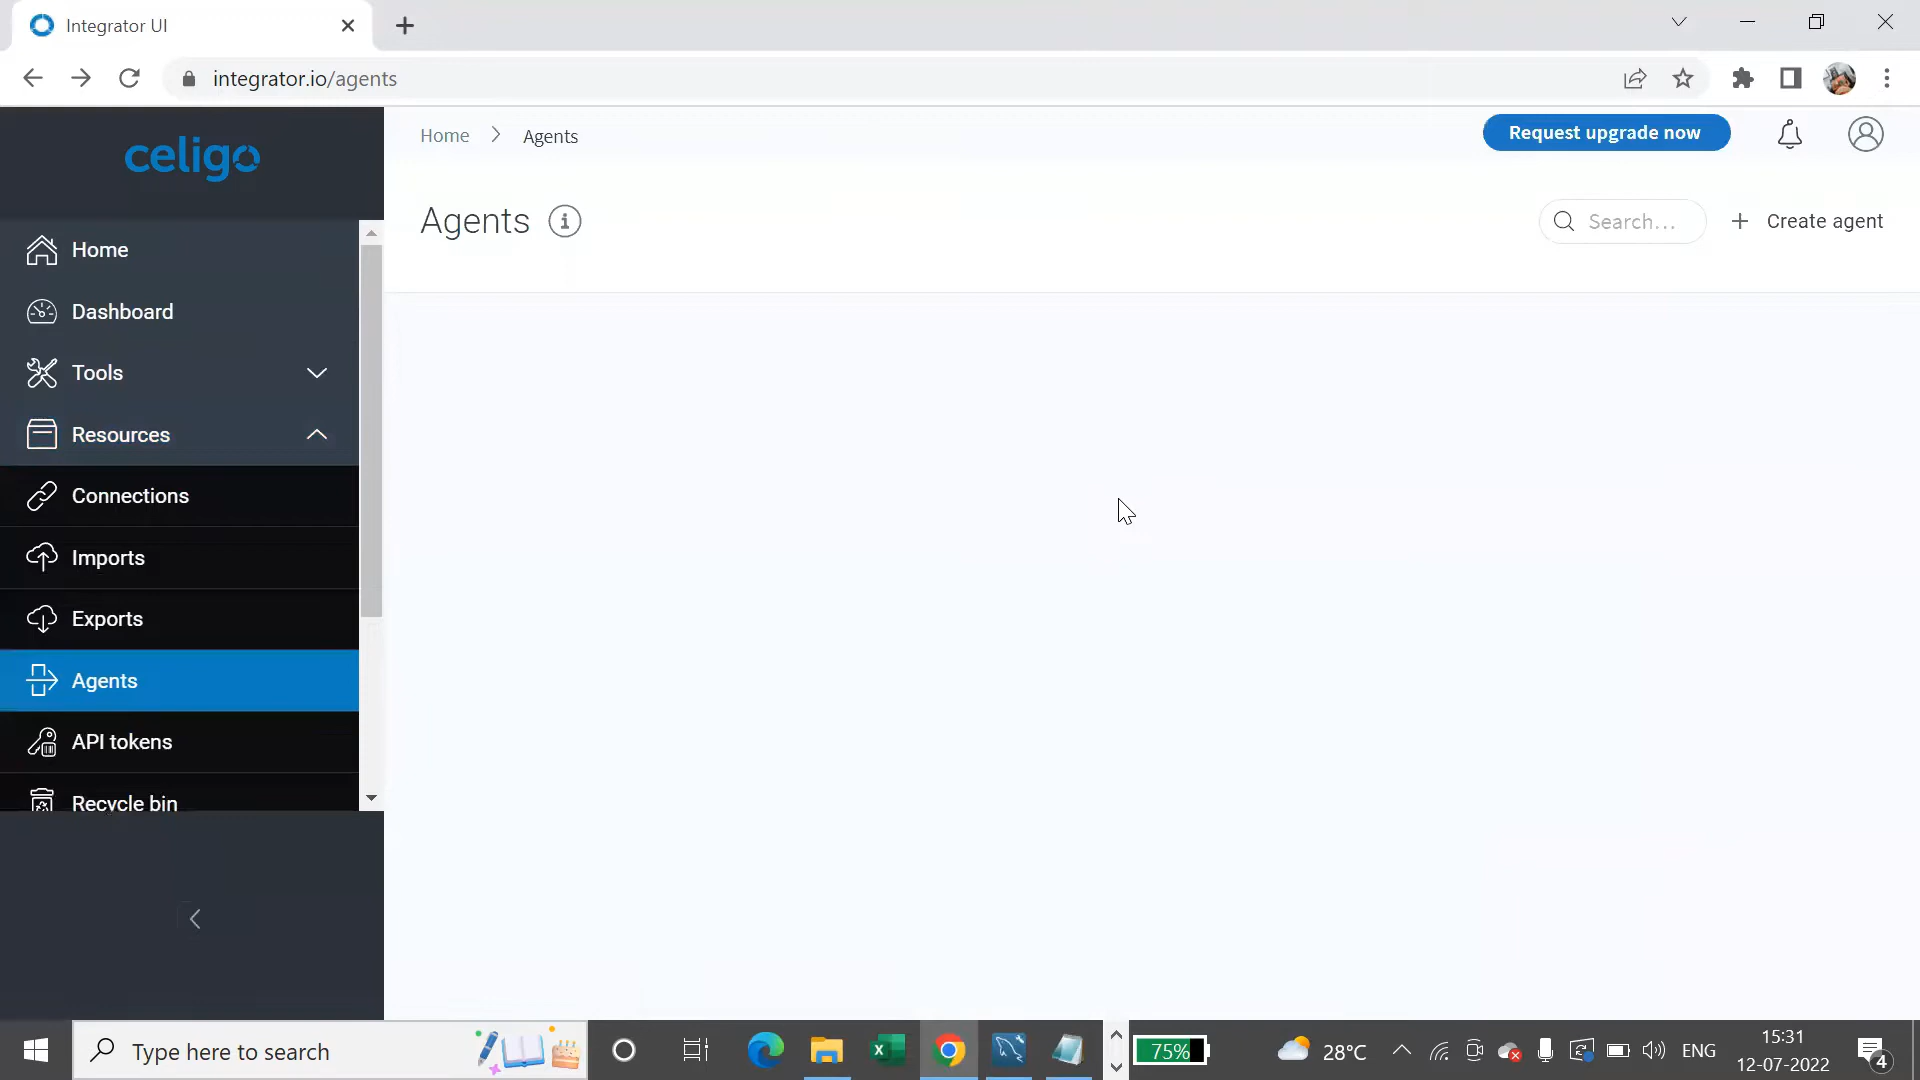 Integrator UI
integrator.io/agents
celigo
Home
Dashboard
Tools
Resources
Connections
Imports
Exports
Agents
API tokens
Recycle bin
Home > Agents
Request upgrade now
Agents
Search...
+ Create agent
Type here to search
75%
28°C
ENG
15:31
12-07-2022
4